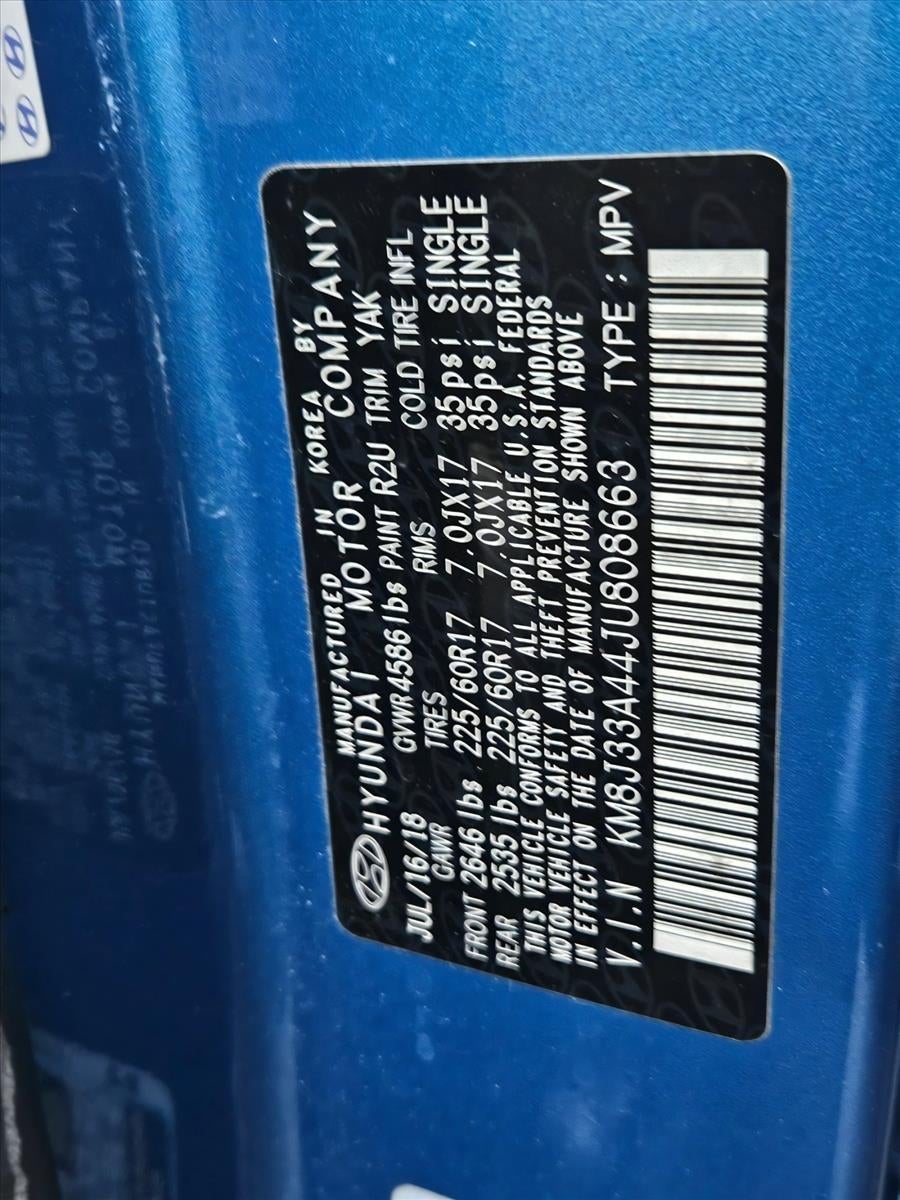 MANUFACTURED IN KOREA BY
HYUNDAI MOTOR COMPANY
JUL/16/18 GVWR 4586lbs PAINT R2U TRIM YAK
GAWR TIRES RIMS COLD TIRE INFL
FRONT 2646 lbs 225/60R17 7.0JX17 35psi SINGLE
REAR 2535 lbs 225/60R17 7.0JX17 35psi SINGLE
THIS VEHICLE CONFORMS TO ALL APPLICABLE U.S.A. FEDERAL
MOTOR VEHICLE SAFETY AND THEFT PREVENTION STANDARDS
IN EFFECT ON THE DATE OF MANUFACTURE SHOWN ABOVE
V.I.N KM8J33A44JU808663 TYPE : MPV